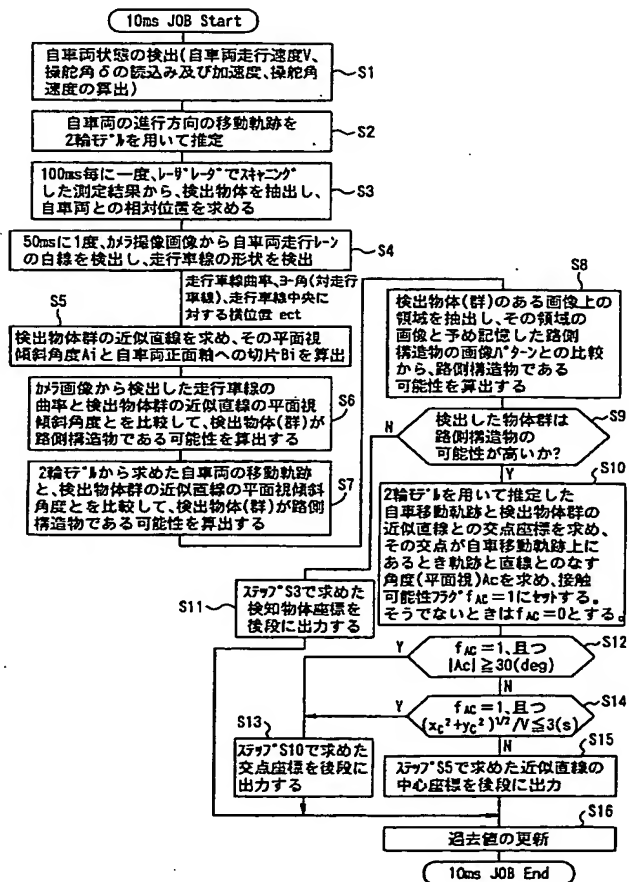 10ms JOB Start
自車両状態の検出(自車両走行速度V、
操舵角δの読込み及び加速度、操舵角
速度の算出)
S1
自車両の進行方向の移動軌跡を
2輪モデルを用いて推定
S2
100ms毎に一度、レーザレーダでスキャニング
した測定結果から、検出物体を抽出し、
自車両との相対位置を求める
S3
50msに1度、カメラ撮像画像から自車両走行レーン
の白線を検出し、走行車線の形状を検出
S4
走行車線曲率、ヨー角(対走行
車線)、走行車線中央に
対する横位置 ect
S5
検出物体群の近似直線を求め、その平面視
傾斜角度Aiと自車両正面軸への切片Biを算出
カメラ画像から検出した走行車線の
曲率と検出物体群の近似直線の平面視
傾斜角度とを比較して、検出物体(群)が
路側構造物である可能性を算出する
S6
2輪モデルから求めた自車両の移動軌跡
と、検出物体群の近似直線の平面視傾斜
角度とを比較して、検出物体(群)が路側
構造物である可能性を算出する
S7
S8
検出物体(群)のある画像上の
領域を抽出し、その領域の
画像と予め記憶した路側
構造物の画像パターンとの比較
から、路側構造物である
可能性を算出する
S9
検出した物体群は
路側構造物の
可能性が高いか?
N
Y
S10
2輪モデルを用いて推定した
自車移動軌跡と検出物体群の
近似直線との交点座標を求め、
その交点が自車移動軌跡上に
あるとき軌跡と直線とのなす
角度(平面視)Acを求め、接触
可能性フラグf_AC=1にセットする。
そうでないときはf_AC=0とする。
S11
ステップS3で求めた
検知物体座標を
後段に出力する
S12
f_AC=1、且つ
|Ac|≧30(deg)
Y
N
S14
f_AC=1、且つ
(x_C²+y_C²)^1/2/V≦3(s)
Y
N
S13
ステップS10で求めた
交点座標を後段に
出力する
S15
ステップS5で求めた近似直線の
中心座標を後段に出力
S16
過去値の更新
10ms JOB End